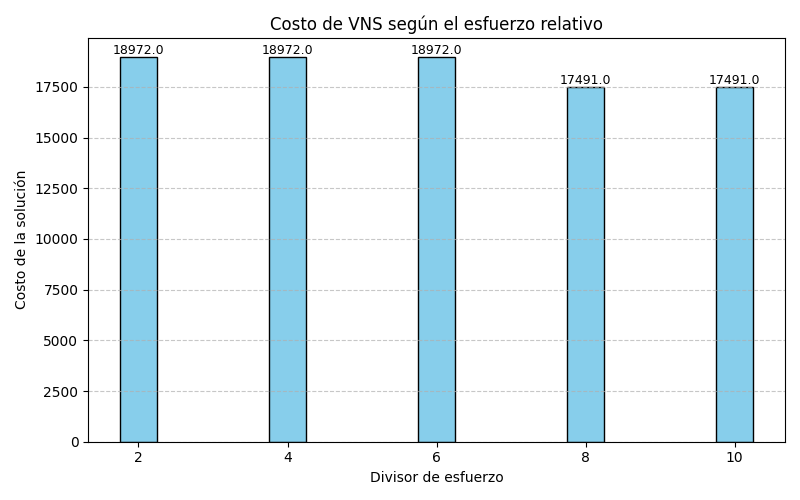 Costo de VNS según el esfuerzo relativo
18972.0 18972.0 18972.0
17491.0 17491.0
17500
15000
12500
10000
7500
5000
2500
0
Costo de la solución
2 4 6 8 10
Divisor de esfuerzo